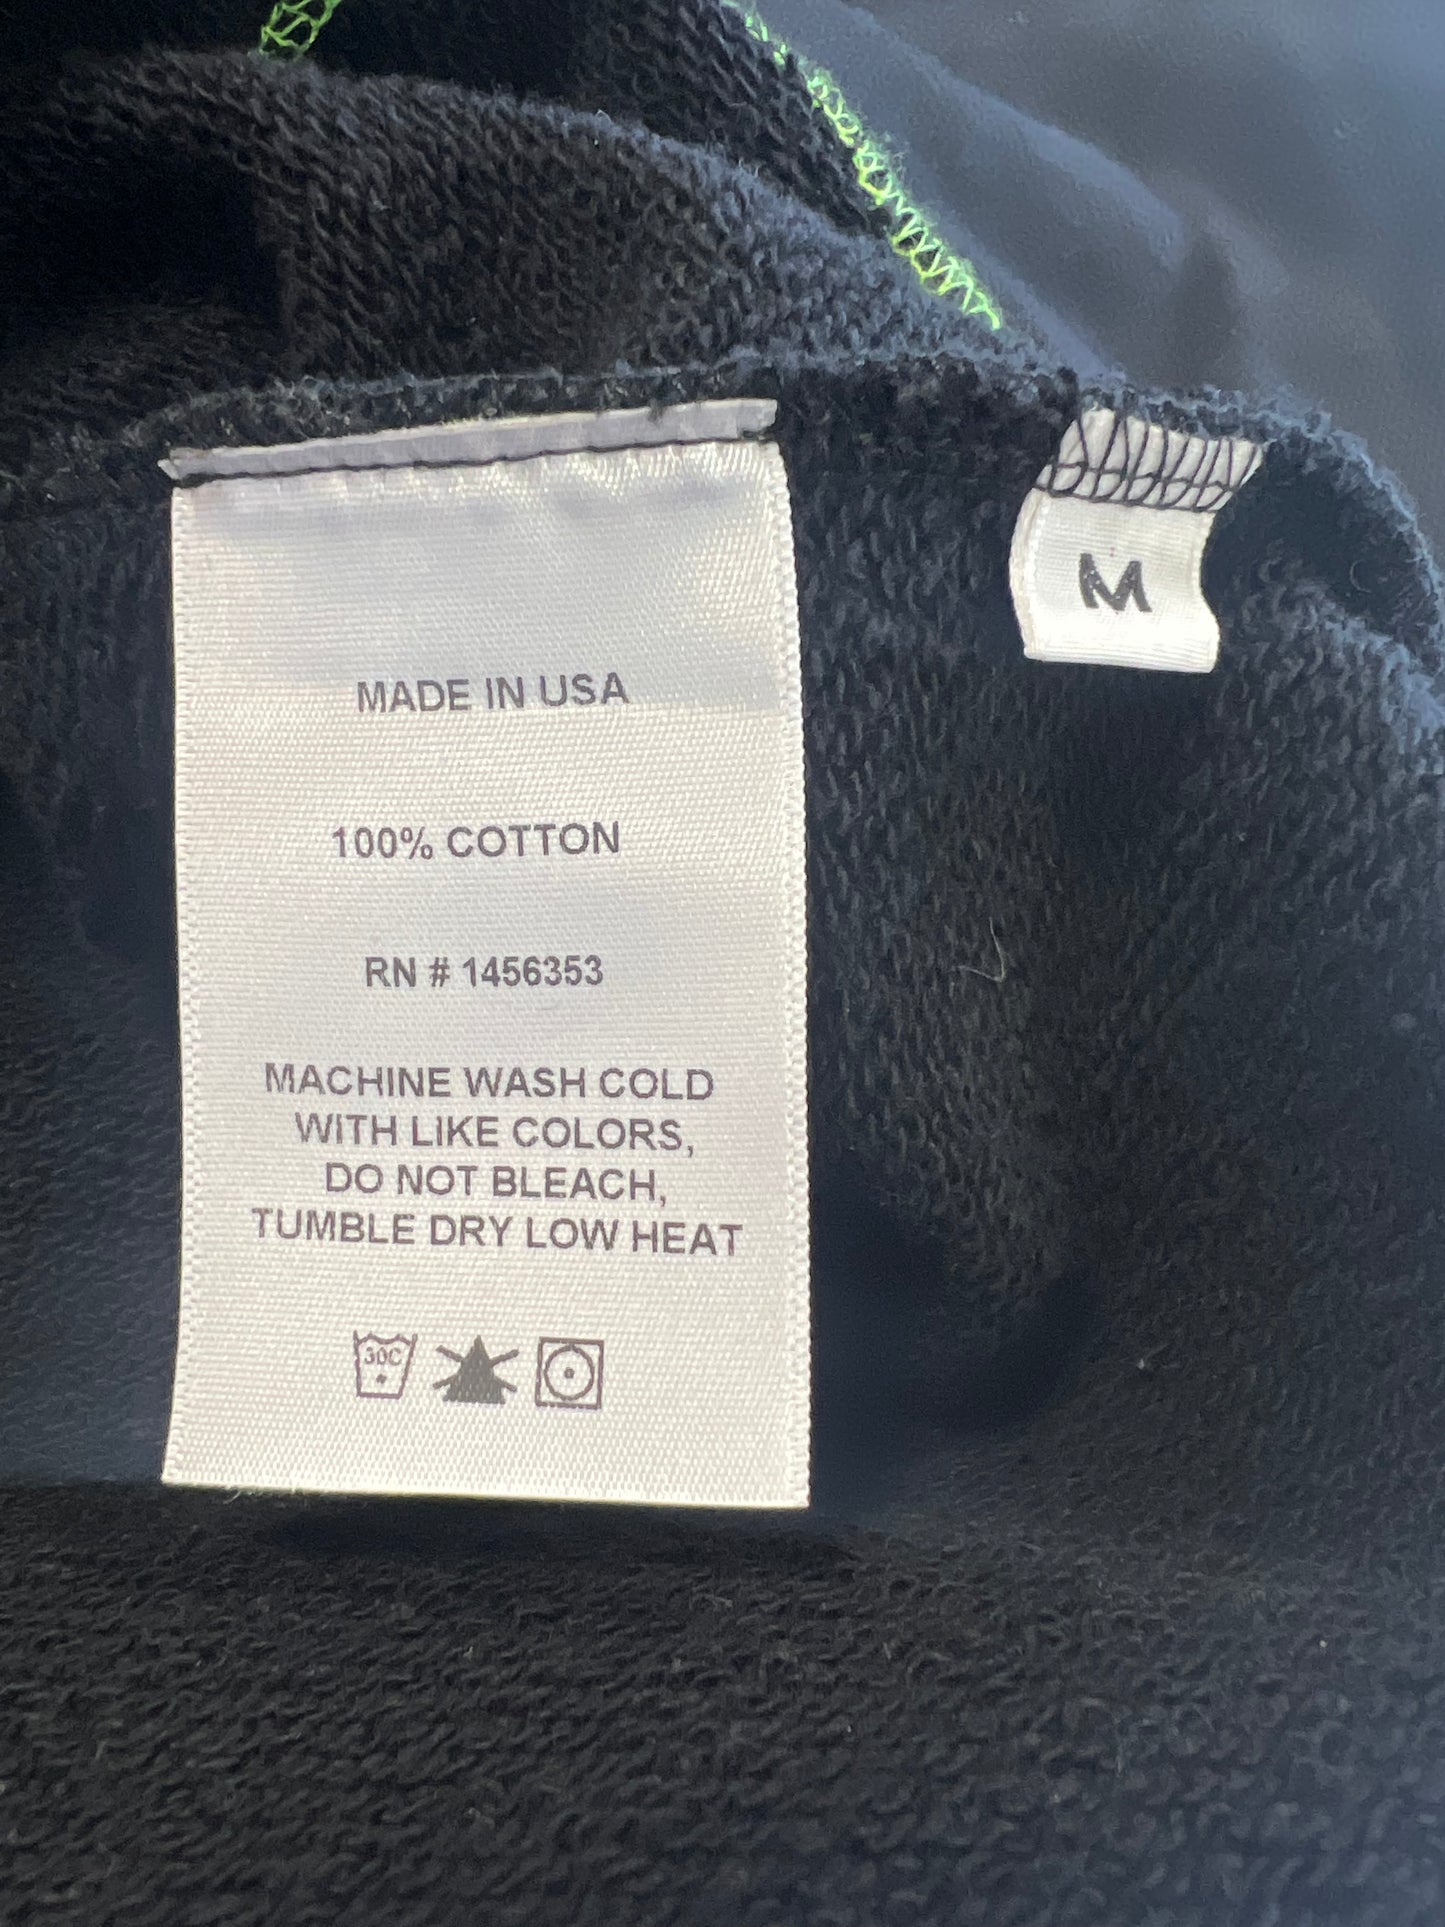 MADE IN USA
M
100% COTTON
RN # 1456353
MACHINE WASH COLD
WITH LIKE COLORS,
DO NOT BLEACH,
TUMBLE DRY LOW HEAT
30C